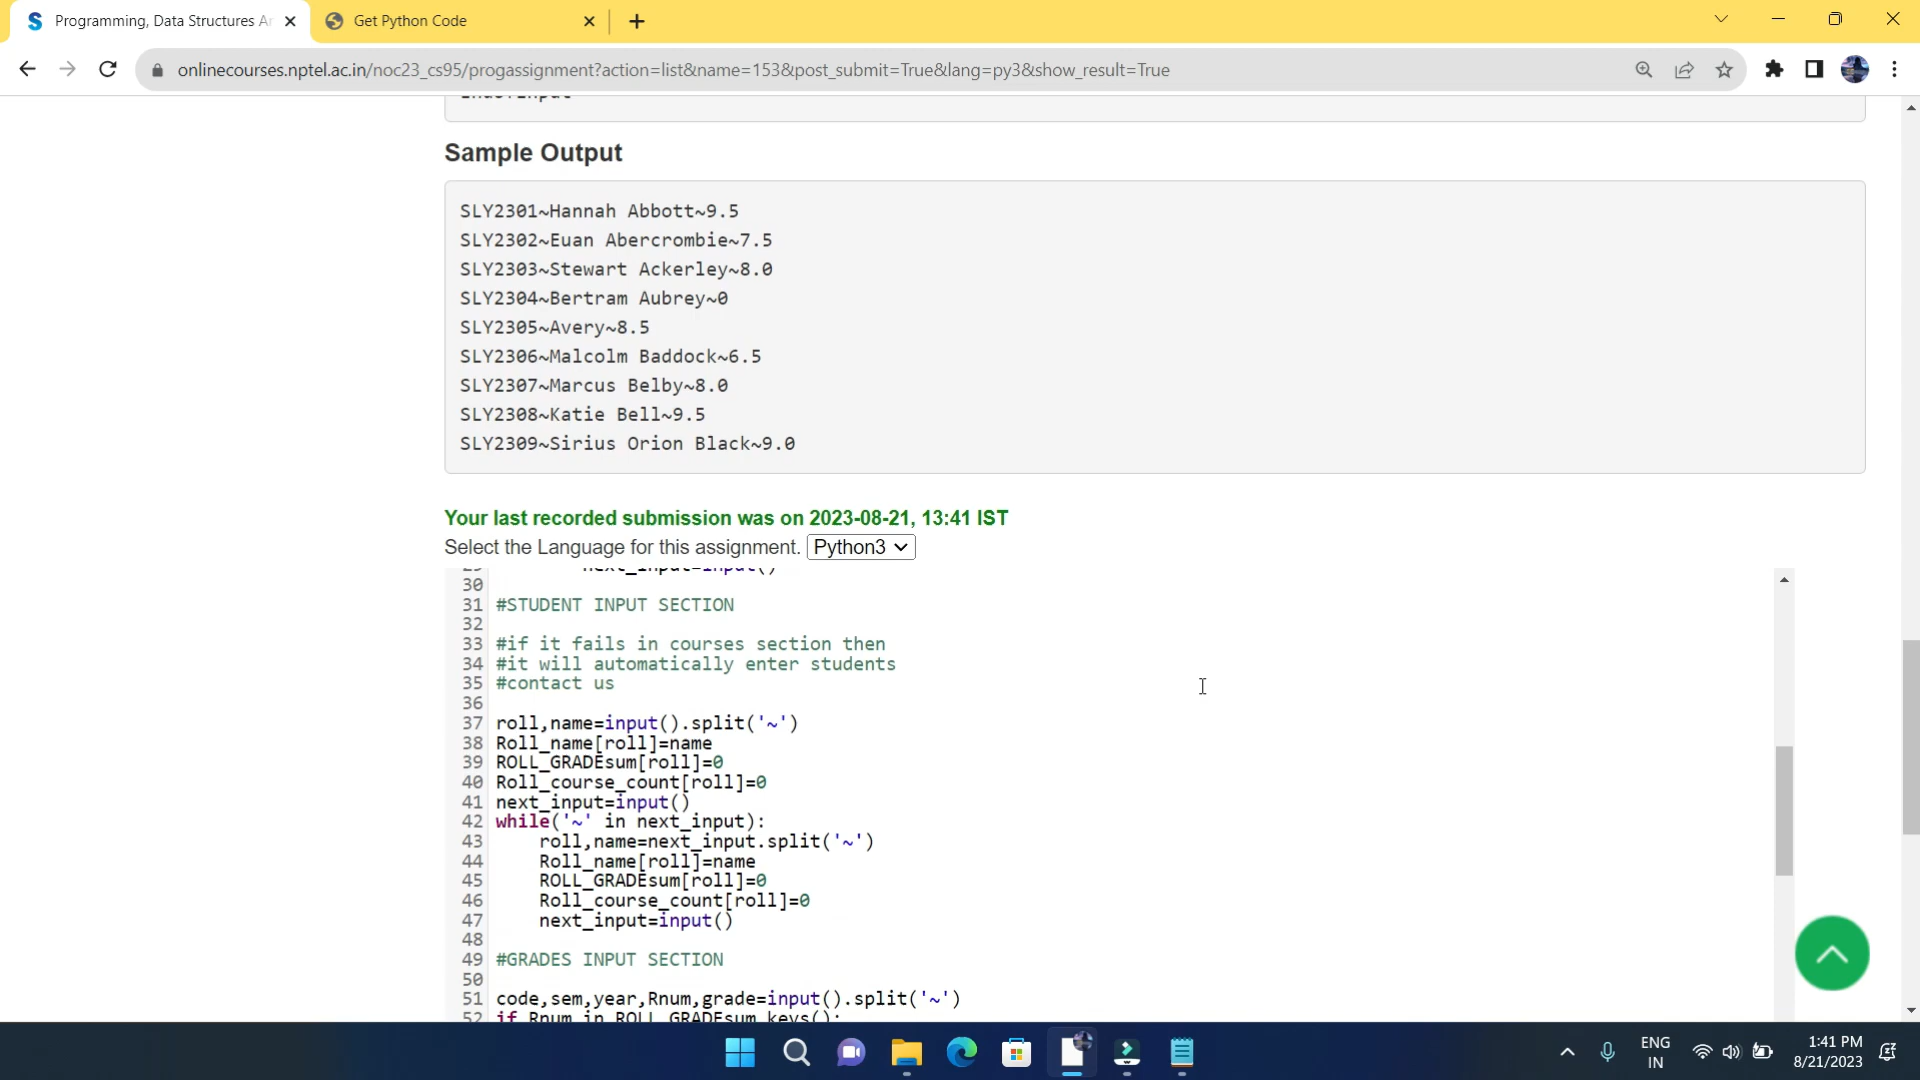 Programming, Data Structures Ar
Get Python Code
onlinecourses.nptel.ac.in/noc23_cs95/progassignment?action=list&name=153&post_submit=True&lang=py3&show_result=True
Sample Output
SLY2301~Hannah Abbott~9.5
SLY2302~Euan Abercrombie~7.5
SLY2303~Stewart Ackerley~8.0
SLY2304~Bertram Aubrey~0
SLY2305~Avery~8.5
SLY2306~Malcolm Baddock~6.5
SLY2307~Marcus Belby~8.0
SLY2308~Katie Bell~9.5
SLY2309~Sirius Orion Black~9.0
Your last recorded submission was on 2023-08-21, 13:41 IST
Select the Language for this assignment. Python3
29 next_input=input()
30
31 #STUDENT INPUT SECTION
32
33 #if it fails in courses section then
34 #it will automatically enter students
35 #contact us
36
37 roll,name=input().split('~')
38 Roll_name[roll]=name
39 ROLL_GRADEsum[roll]=0
40 Roll_course_count[roll]=0
41 next_input=input()
42 while('~' in next_input):
43 roll,name=next_input.split('~')
44 Roll_name[roll]=name
45 ROLL_GRADEsum[roll]=0
46 Roll_course_count[roll]=0
47 next_input=input()
48
49 #GRADES INPUT SECTION
50
51 code,sem,year,Rnum,grade=input().split('~')
52 if Rnum in ROLL_GRADEsum.keys():
ENG
IN
1:41 PM
8/21/2023